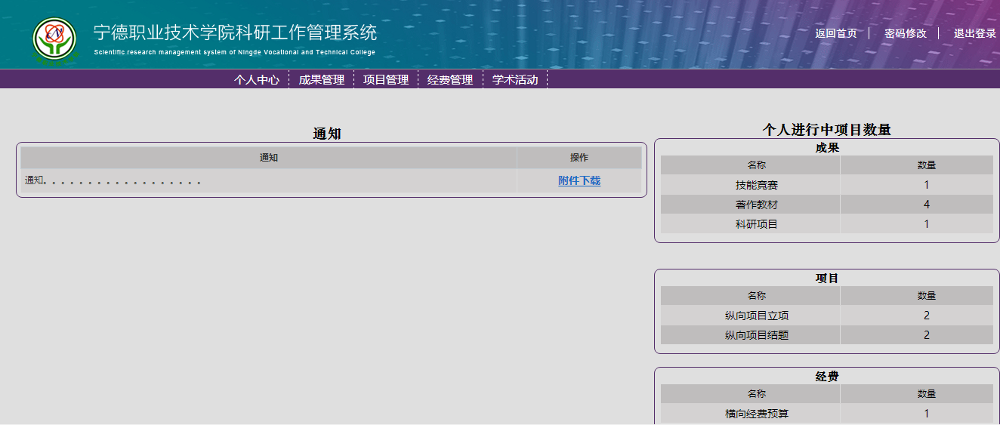 宁德职业技术学院科研工作管理系统
Scientific research management system of Ningde Vocational and Technical College
返回首页 密码修改 退出登录
个人中心 成果管理 项目管理 经费管理 学术活动
通知
通知 操作
通知。。。。。。。。。。。。。。。。。。 附件下载
个人进行中项目数量
成果
名称 数量
技能竞赛 1
著作教材 4
科研项目 1
项目
名称 数量
纵向项目立项 2
纵向项目结题 2
经费
名称 数量
横向经费预算 1